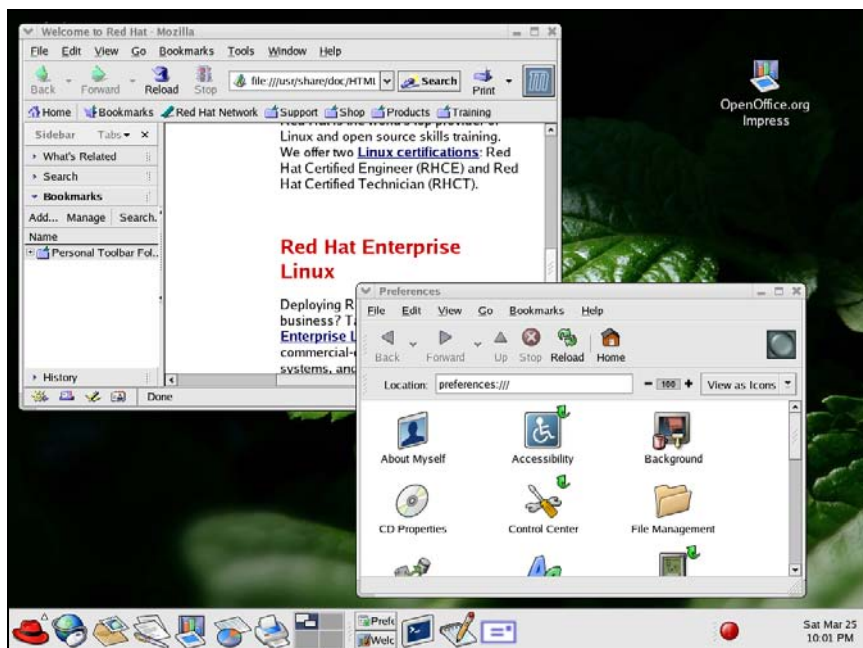 Welcome to Red Hat - Mozilla
File Edit View Go Bookmarks Tools Window Help
Back Forward Reload Stop file:///usr/share/doc/HTML Search Print
Home Bookmarks Red Hat Network Support Shop Products Training
Sidebar Tabs
What's Related
Search
Bookmarks
Add... Manage Search.
Name
Personal Toolbar Fol..
History
Linux and open source skills training.
We offer two Linux certifications: Red
Hat Certified Engineer (RHCE) and Red
Hat Certified Technician (RHCT).
Red Hat Enterprise
Linux
Deploying R
business? Ta
Enterprise L
commercial-
systems, and
Done
OpenOffice.org
Impress
Preferences
File Edit View Go Bookmarks Help
Back Forward Up Stop Reload Home
Location: preferences:/// 100 View as Icons
About Myself Accessibility Background
CD Properties Control Center File Management
Prefe
Welc
Sat Mar 25
10:01 PM